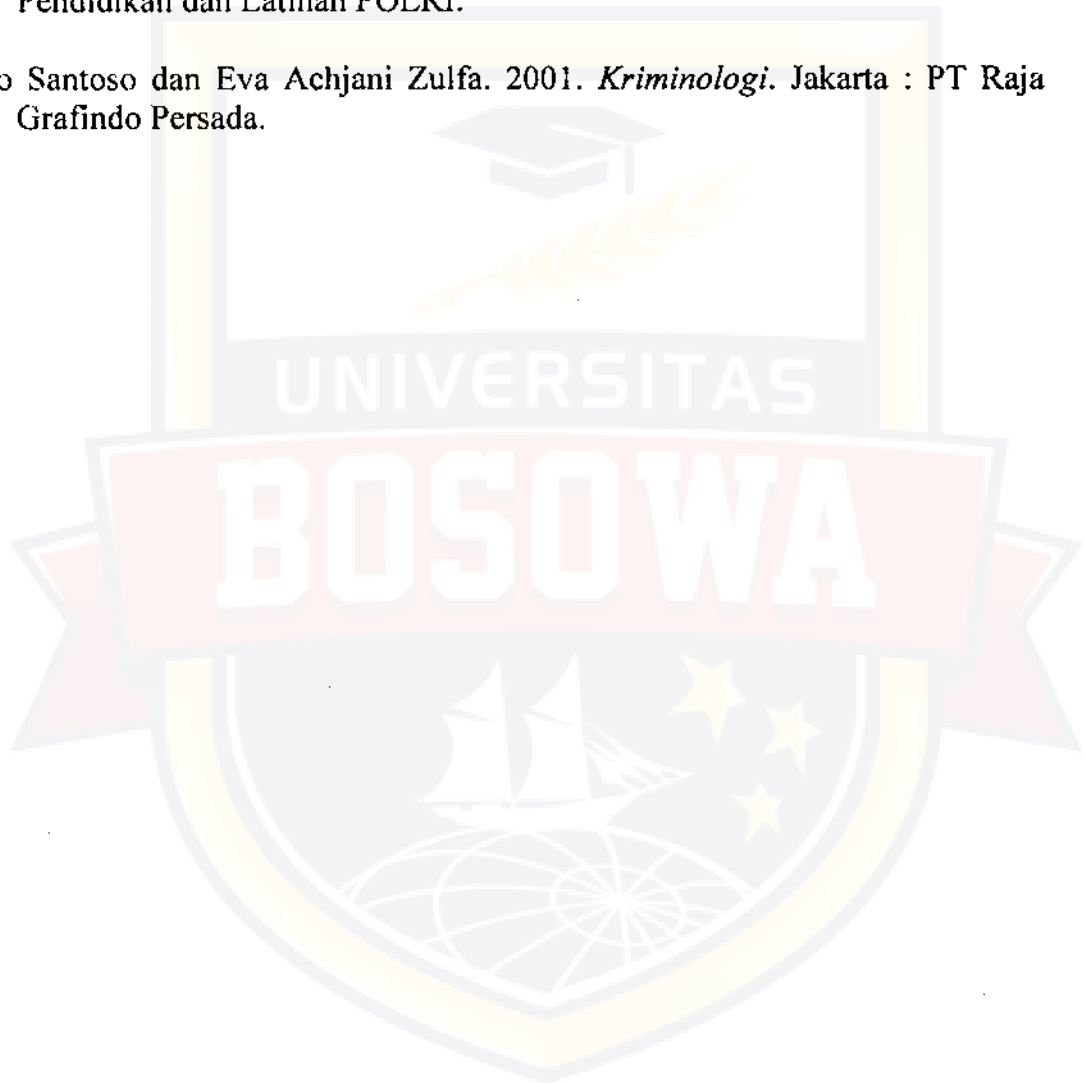 Pendidikan dan Latihan POLRI.
o Santoso dan Eva Achjani Zulfa. 2001. Kriminologi. Jakarta : PT Raja
Grafindo Persada.
UNIVERSITAS
BOSOWA